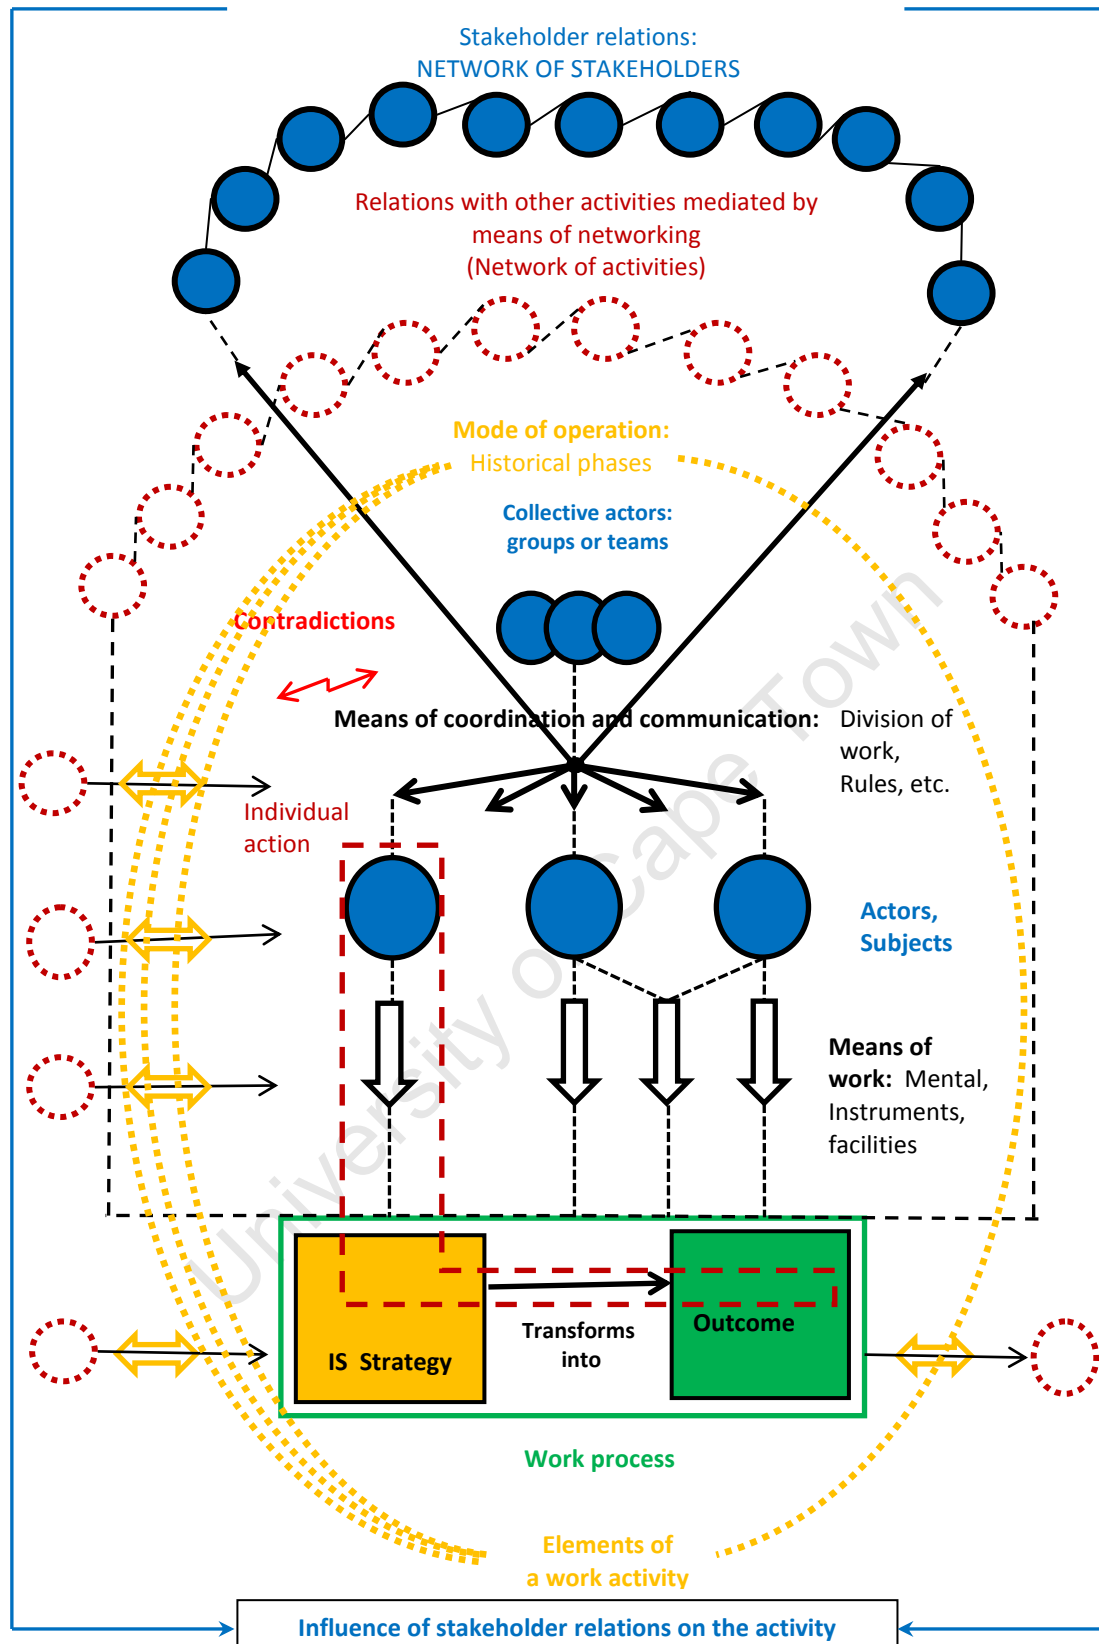 Stakeholder relations:
NETWORK OF STAKEHOLDERS
Relations with other activities mediated by
means of networking
(Network of activities)
Mode of operation:
Historical phases
Collective actors:
groups or teams
Contradictions
Means of coordination and communication:
Division of
work,
Rules, etc.
Individual
action
Actors,
Subjects
Means of
work: Mental,
Instruments,
facilities
IS Strategy
Transforms
into
Outcome
Work process
Elements of
a work activity
Influence of stakeholder relations on the activity
University of Cape Town